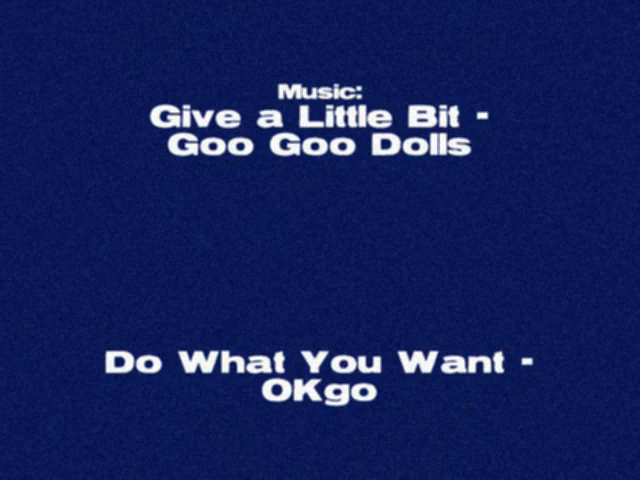 Music:
Give a Little Bit -
Goo Goo Dolls
Do What You Want -
OKgo